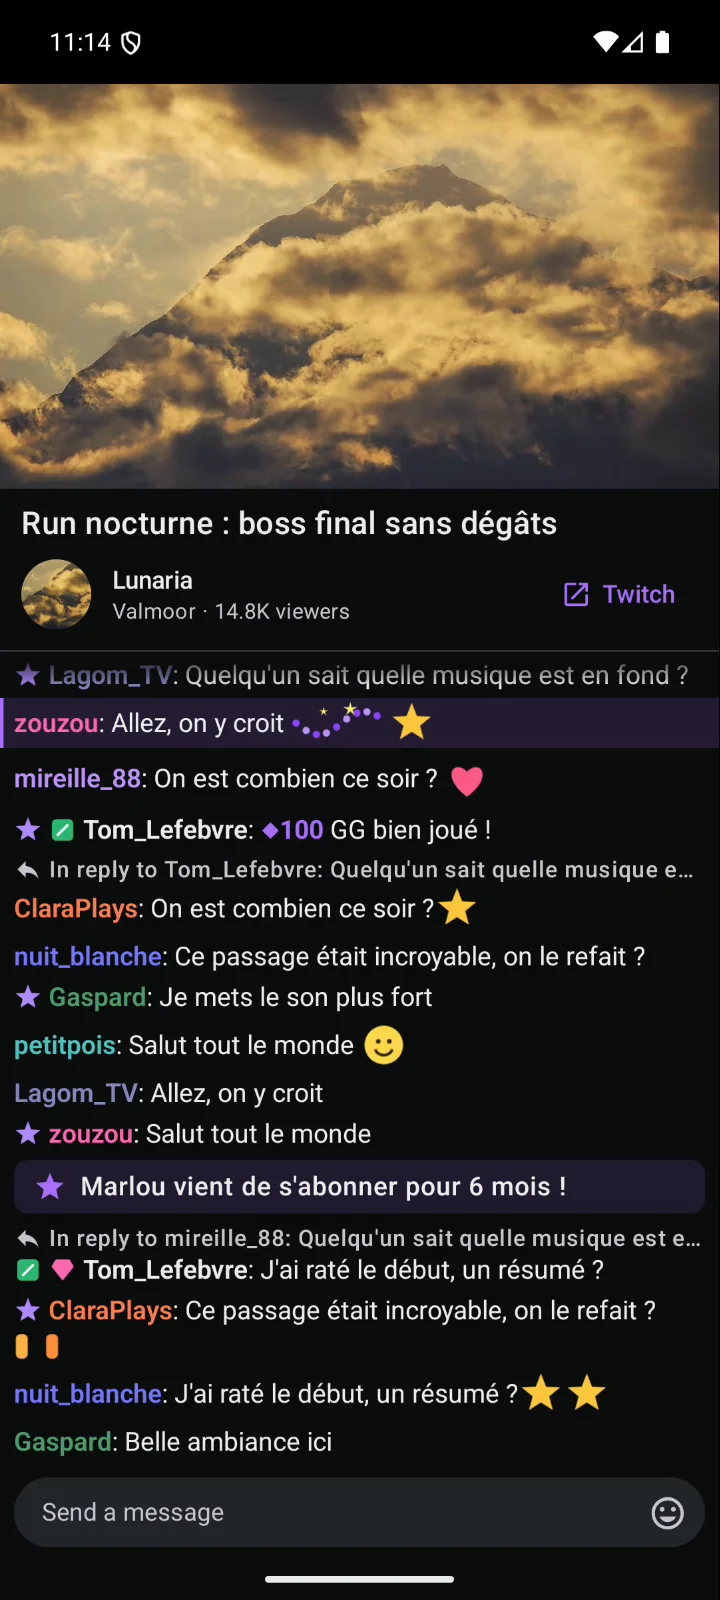 11:14
Run nocturne : boss final sans dégâts
Lunaria
Valmoor · 14.8K viewers
Twitch
Lagom_TV: Quelqu'un sait quelle musique est en fond ?
zouzou: Allez, on y croit
mireille_88: On est combien ce soir ?
Tom_Lefebvre: 100 GG bien joué !
In reply to Tom_Lefebvre: Quelqu'un sait quelle musique e...
ClaraPlays: On est combien ce soir ?
nuit_blanche: Ce passage était incroyable, on le refait ?
Gaspard: Je mets le son plus fort
petitpois: Salut tout le monde
Lagom_TV: Allez, on y croit
zouzou: Salut tout le monde
Marlou vient de s'abonner pour 6 mois !
In reply to mireille_88: Quelqu'un sait quelle musique est e...
Tom_Lefebvre: J'ai raté le début, un résumé ?
ClaraPlays: Ce passage était incroyable, on le refait ?
nuit_blanche: J'ai raté le début, un résumé ?
Gaspard: Belle ambiance ici
Send a message